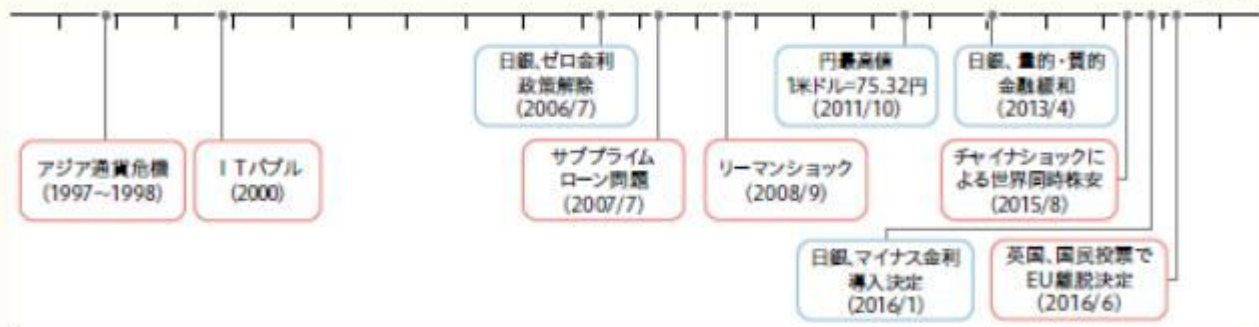 日銀、ゼロ金利
政策解除
(2006/7)
円最高値
1米ドル=75.32円
(2011/10)
日銀、量的・質的
金融緩和
(2013/4)
アジア通貨危機
(1997～1998)
ITバブル
(2000)
サブプライム
ローン問題
(2007/7)
リーマンショック
(2008/9)
チャイナショックに
よる世界同時株安
(2015/8)
日銀、マイナス金利
導入決定
(2016/1)
英国、国民投票で
EU離脱決定
(2016/6)